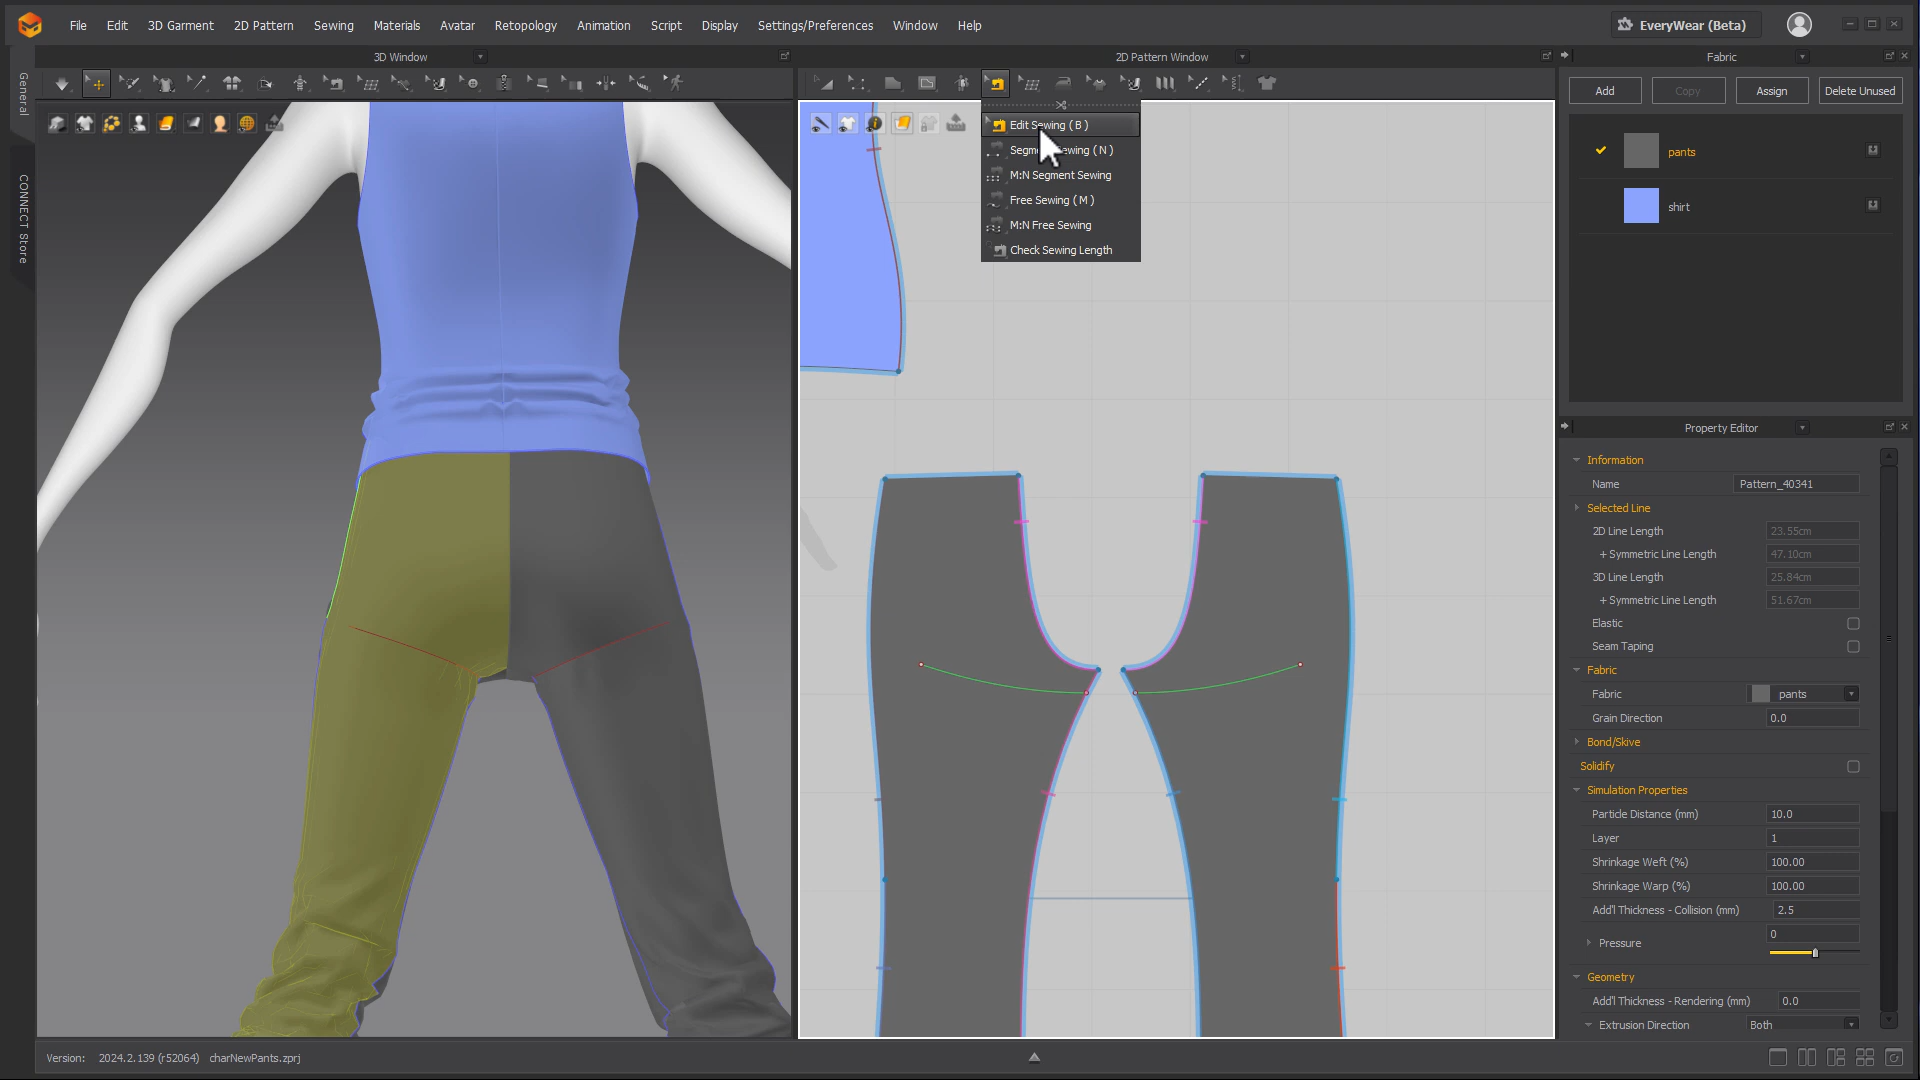 File Edit 3D Garment 2D Pattern Sewing Materials Avatar Retopology Animation Script Display Settings/Preferences Window Help
EveryWear (Beta)
3D Window
2D Pattern Window
Fabric
General
CONNECT Store
Edit Sewing ( B )
Segm ewing ( N )
M:N Segment Sewing
Free Sewing ( M )
M:N Free Sewing
Check Sewing Length
Add Copy Assign Delete Unused
pants
shirt
Property Editor
Information
Name Pattern_40341
Selected Line
2D Line Length 23.55cm
+ Symmetric Line Length 47.10cm
3D Line Length 25.84cm
+ Symmetric Line Length 51.67cm
Elastic
Seam Taping
Fabric
Fabric pants
Grain Direction 0.0
Bond/Skive
Solidify
Simulation Properties
Particle Distance (mm) 10.0
Layer 1
Shrinkage Weft (%) 100.00
Shrinkage Warp (%) 100.00
Add'l Thickness - Collision (mm) 2.5
Pressure 0
Geometry
Add'l Thickness - Rendering (mm) 0.0
Extrusion Direction Both
Version: 2024.2.139 (r52064) charNewPants.zprj